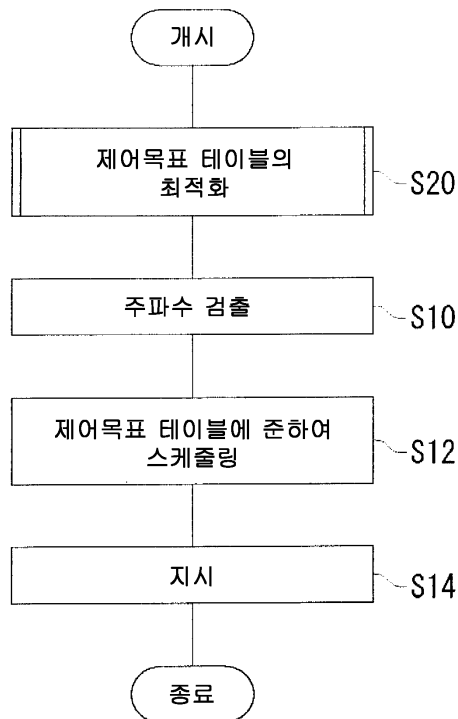 개시
제어목표 테이블의
최적화
S20
주파수 검출
S10
제어목표 테이블에 준하여
스케줄링
S12
지시
S14
종료